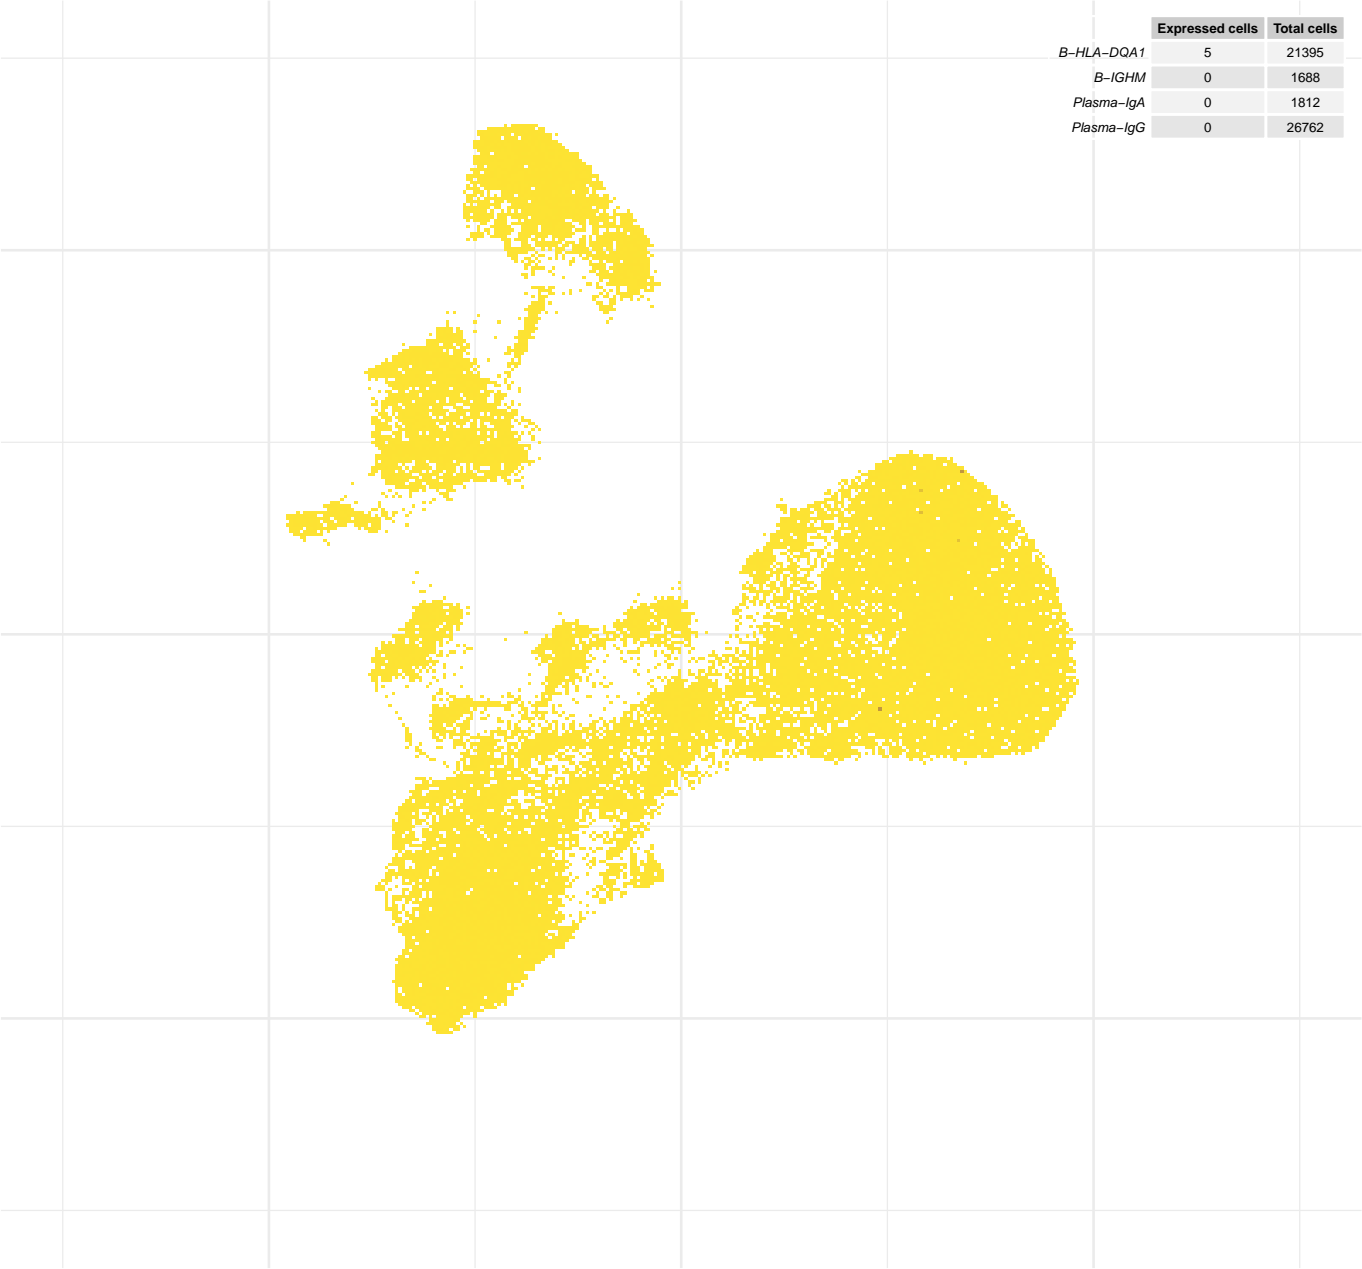 Expressed cells Total cells
B−HLA−DQA1 5 21395
B−IGHM 0 1688
Plasma−IgA 0 1812
Plasma−IgG 0 26762